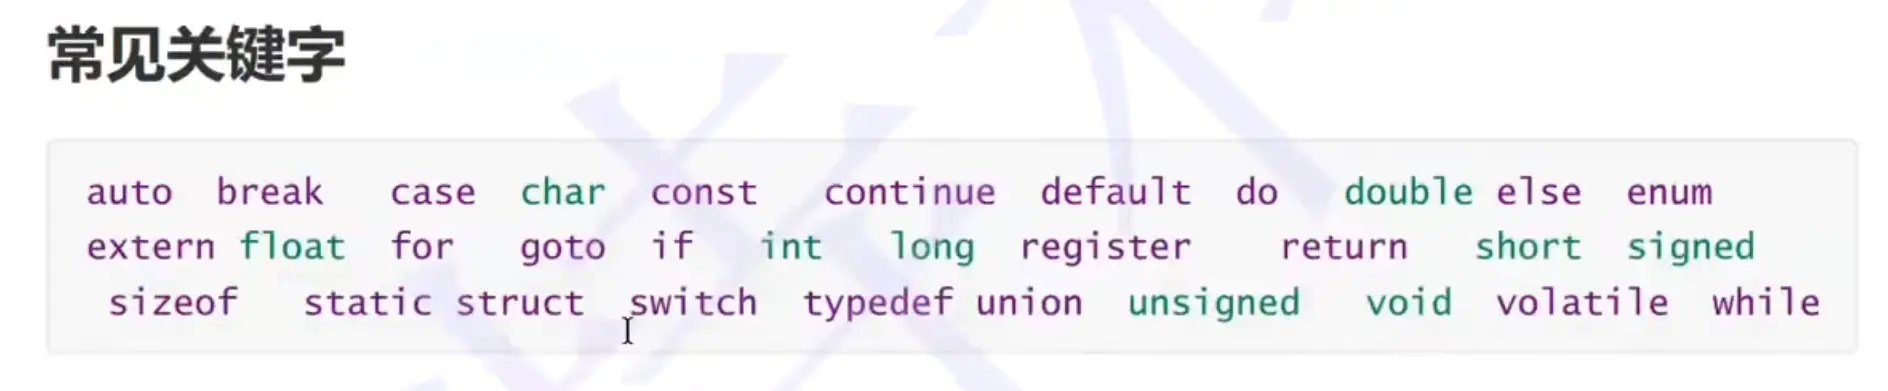 常见关键字
auto break case char const continue default do double else enum
extern float for goto if int long register return short signed
sizeof static struct switch typedef union unsigned void volatile while